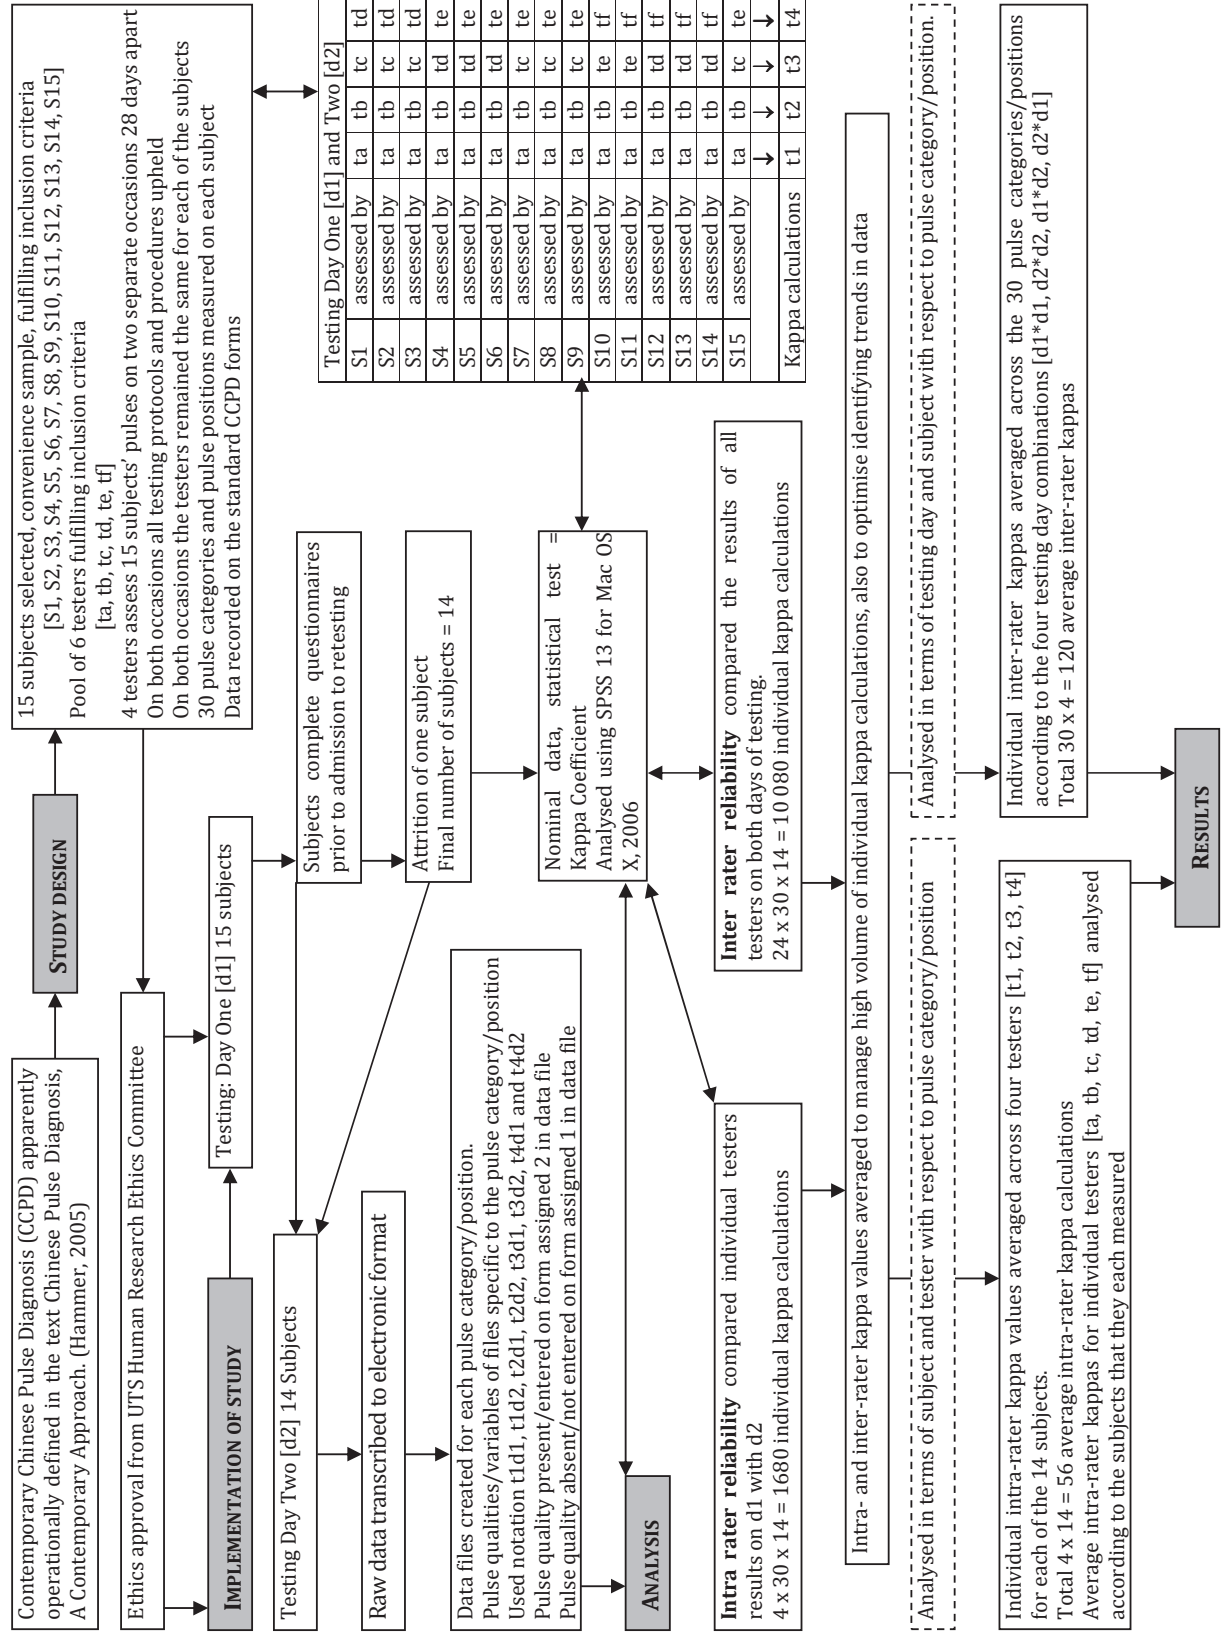 Contemporary Chinese Pulse Diagnosis (CCPD) apparently
operationally defined in the text Chinese Pulse Diagnosis,
A Contemporary Approach. (Hammer, 2005)
STUDY DESIGN
15 subjects selected, convenience sample, fulfilling inclusion criteria
[S1, S2, S3, S4, S5, S6, S7, S8, S9, S10, S11, S12, S13, S14, S15]
Pool of 6 testers fulfilling inclusion criteria
[ta, tb, tc, td, te, tf]
4 testers assess 15 subjects' pulses on two separate occasions 28 days apart
On both occasions all testing protocols and procedures upheld
On both occasions the testers remained the same for each of the subjects
30 pulse categories and pulse positions measured on each subject
Data recorded on the standard CCPD forms
Ethics approval from UTS Human Research Ethics Committee
IMPLEMENTATION OF STUDY
Testing: Day One [d1] 15 subjects
Subjects complete questionnaires
prior to admission to retesting
Attrition of one subject
Final number of subjects = 14
Testing Day Two [d2] 14 Subjects
Raw data transcribed to electronic format
Data files created for each pulse category/position.
Pulse qualities/variables of files specific to the pulse category/position
Used notation t1d1, t1d2, t2d1, t2d2, t3d1, t3d2, t4d1 and t4d2
Pulse quality present/entered on form assigned 2 in data file
Pulse quality absent/not entered on form assigned 1 in data file
Testing Day One [d1] and Two [d2]
S1 assessed by ta tb tc td
S2 assessed by ta tb tc td
S3 assessed by ta tb tc td
S4 assessed by ta tb td te
S5 assessed by ta tb td te
S6 assessed by ta tb td te
S7 assessed by ta tb tc te
S8 assessed by ta tb tc te
S9 assessed by ta tb tc te
S10 assessed by ta tb te tf
S11 assessed by ta tb te tf
S12 assessed by ta tb td tf
S13 assessed by ta tb td tf
S14 assessed by ta tb td tf
S15 assessed by ta tb tc te
↓ ↓ ↓ ↓
Kappa calculations t1 t2 t3 t4
ANALYSIS
Nominal data, statistical test =
Kappa Coefficient
Analysed using SPSS 13 for Mac OS
X, 2006
Intra rater reliability compared individual testers
results on d1 with d2
4 x 30 x 14 = 1680 individual kappa calculations
Inter rater reliability compared the results of all
testers on both days of testing.
24 x 30 x 14 = 10 080 individual kappa calculations
Intra- and inter-rater kappa values averaged to manage high volume of individual kappa calculations, also to optimise identifying trends in data
Analysed in terms of subject and tester with respect to pulse category/position
Analysed in terms of testing day and subject with respect to pulse category/position.
Individual intra-rater kappa values averaged across four testers [t1, t2, t3, t4]
for each of the 14 subjects.
Total 4 x 14 = 56 average intra-rater kappa calculations
Average intra-rater kappas for individual testers [ta, tb, tc, td, te, tf] analysed
according to the subjects that they each measured
Individual inter-rater kappas averaged across the 30 pulse categories/positions
according to the four testing day combinations [d1*d1, d2*d2, d1*d2, d2*d1]
Total 30 x 4 = 120 average inter-rater kappas
RESULTS